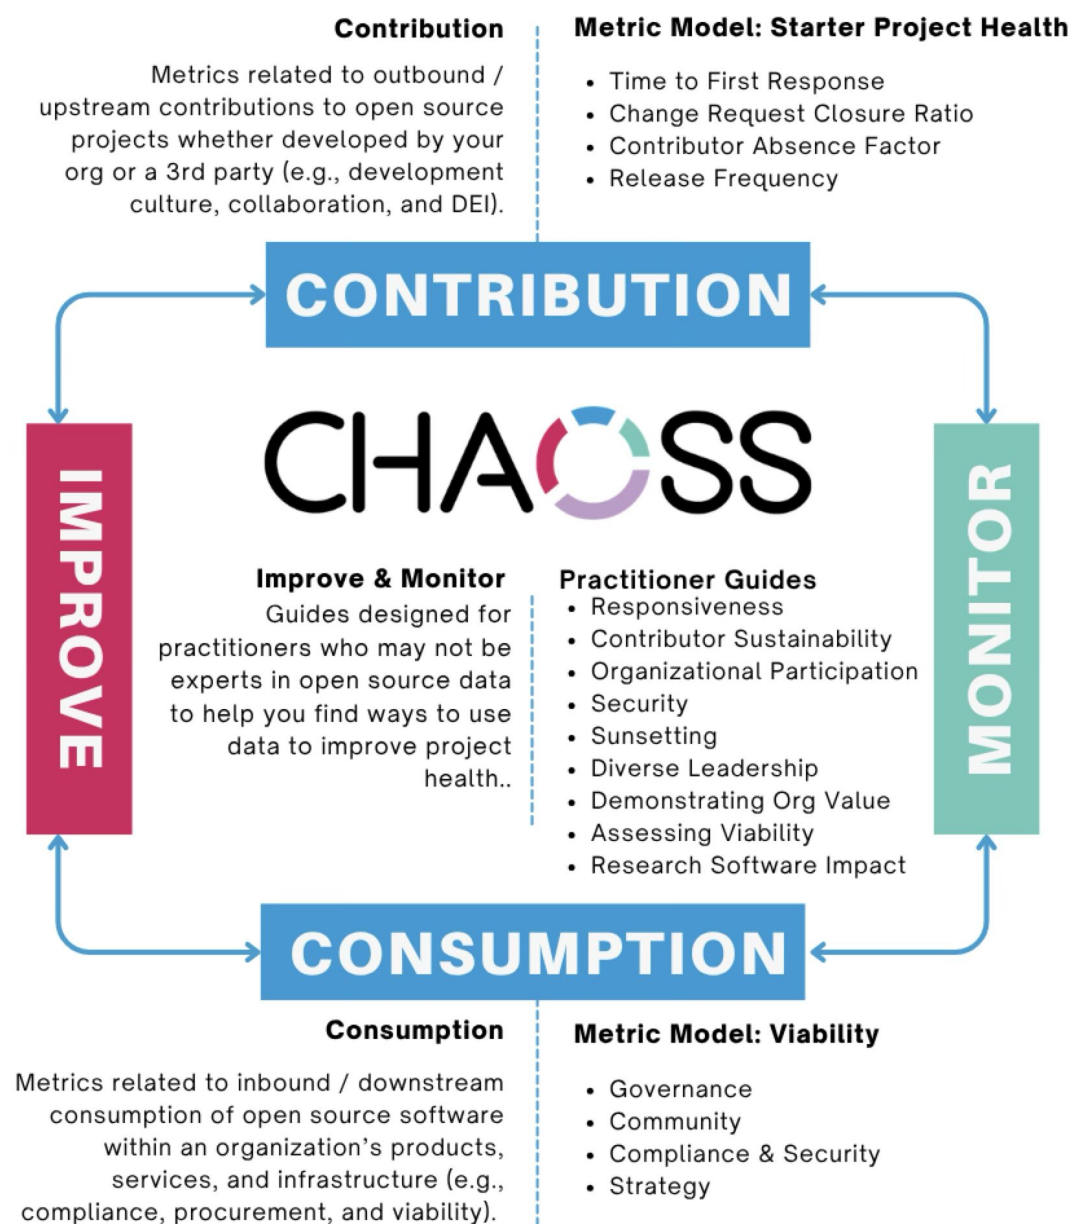 Contribution
Metrics related to outbound /
upstream contributions to open source
projects whether developed by your
org or a 3rd party (e.g., development
culture, collaboration, and DEI).
Metric Model: Starter Project Health
• Time to First Response
• Change Request Closure Ratio
• Contributor Absence Factor
• Release Frequency
CONTRIBUTION
IMPROVE
CHAOSS
MONITOR
Improve & Monitor
Guides designed for
practitioners who may not be
experts in open source data
to help you find ways to use
data to improve project
health..
Practitioner Guides
• Responsiveness
• Contributor Sustainability
• Organizational Participation
• Security
• Sunsetting
• Diverse Leadership
• Demonstrating Org Value
• Assessing Viability
• Research Software Impact
CONSUMPTION
Consumption
Metrics related to inbound / downstream
consumption of open source software
within an organization's products,
services, and infrastructure (e.g.,
compliance, procurement, and viability).
Metric Model: Viability
• Governance
• Community
• Compliance & Security
• Strategy